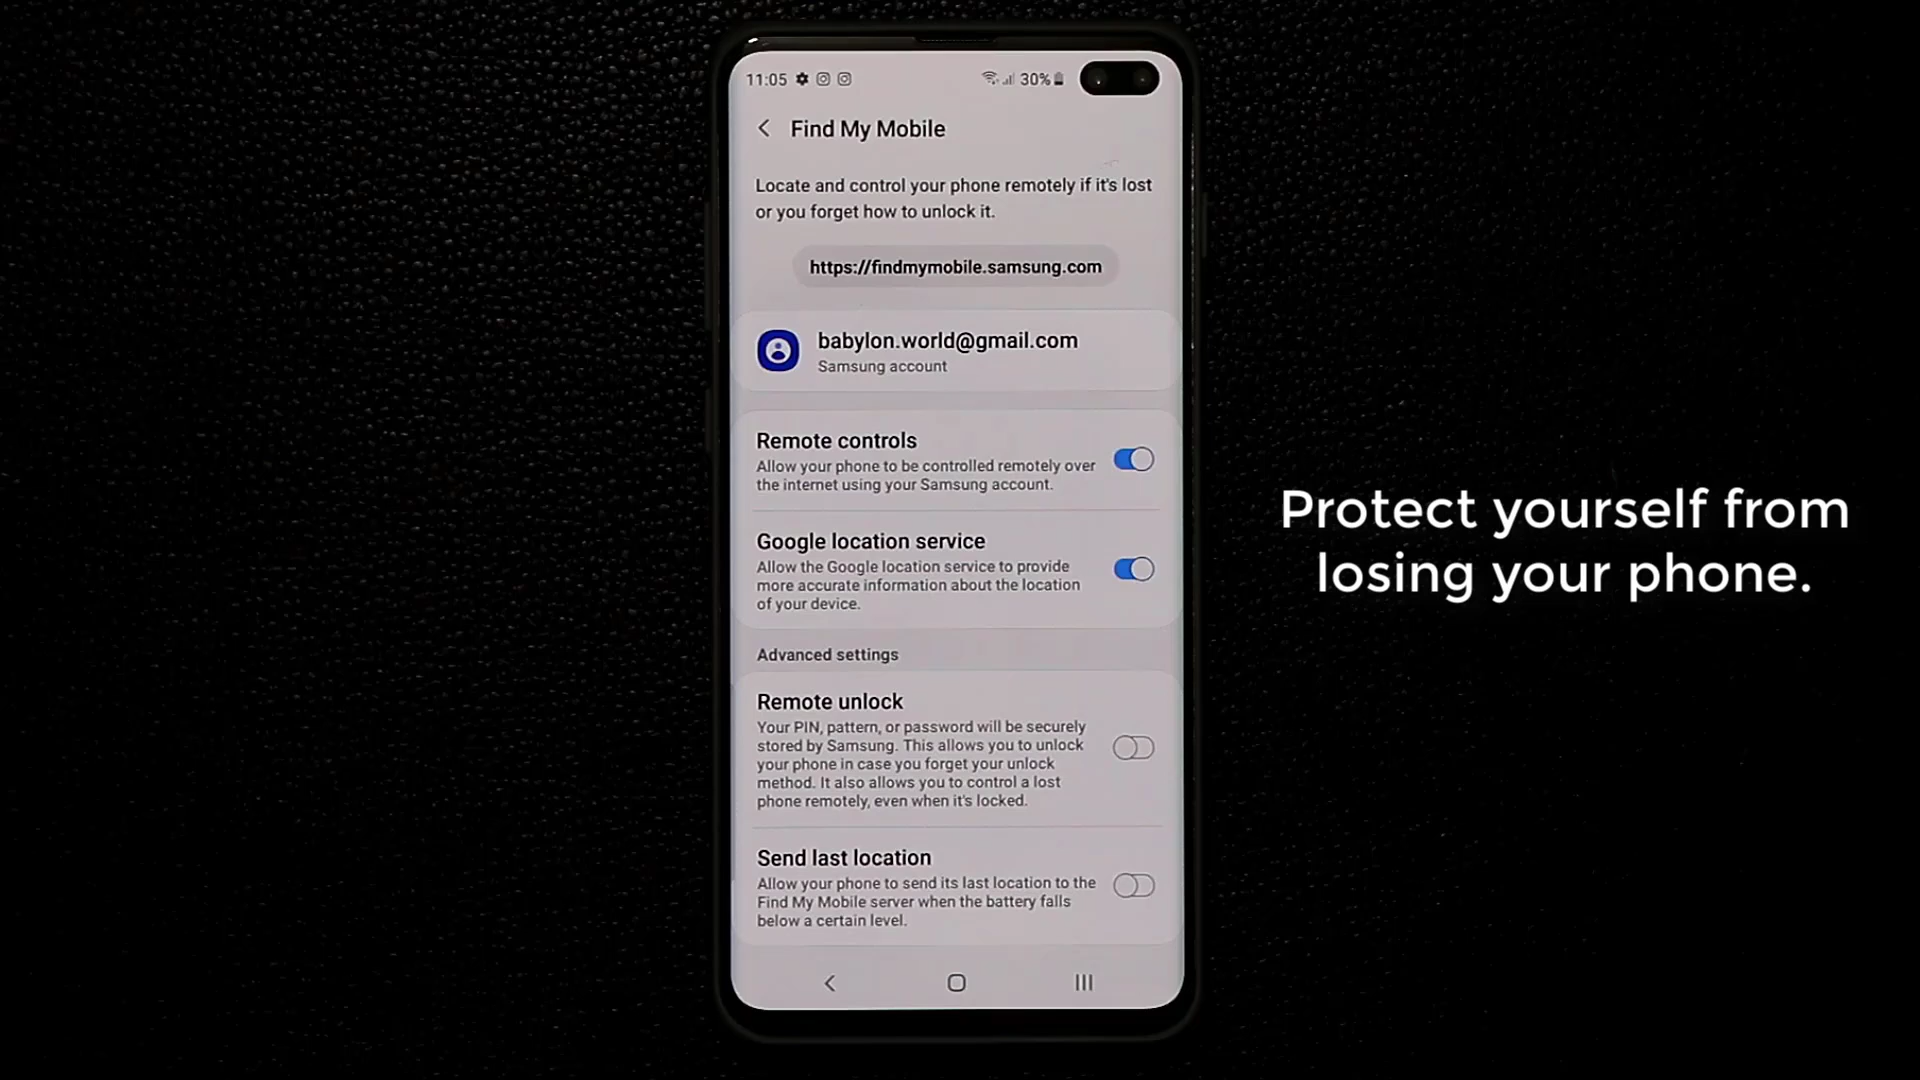 11:05
30%
Find My Mobile
Locate and control your phone remotely if it's lost
or you forget how to unlock it.
https://findmymobile.samsung.com
babylon.world@gmail.com
Samsung account
Remote controls
Allow your phone to be controlled remotely over
the internet using your Samsung account.
Google location service
Allow the Google location service to provide
more accurate information about the location
of your device.
Advanced settings
Remote unlock
Your PIN, pattern, or password will be securely
stored by Samsung. This allows you to unlock
your phone in case you forget your unlock
method. It also allows you to control a lost
phone remotely, even when it's locked.
Send last location
Allow your phone to send its last location to the
Find My Mobile server when the battery falls
below a certain level.
Protect yourself from
losing your phone.